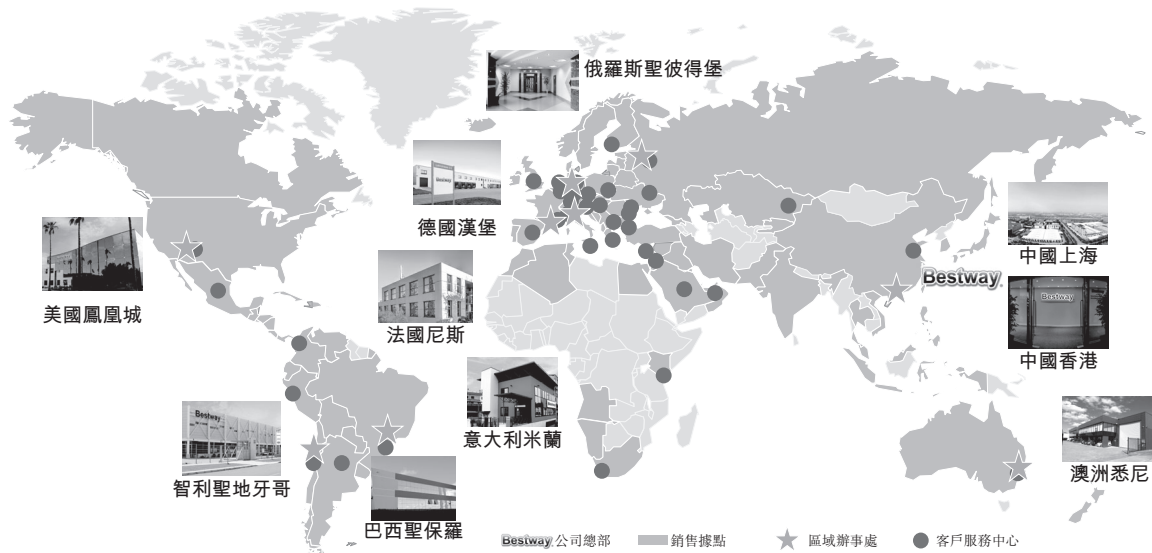 俄羅斯聖彼得堡
Bestway
德國漢堡
美國鳳凰城
法國尼斯
中國上海
Bestway
Bestway
中國香港
意大利米蘭
Bestway
智利聖地牙哥
巴西聖保羅
澳洲悉尼
Bestway 公司總部
銷售據點
區域辦事處
客戶服務中心